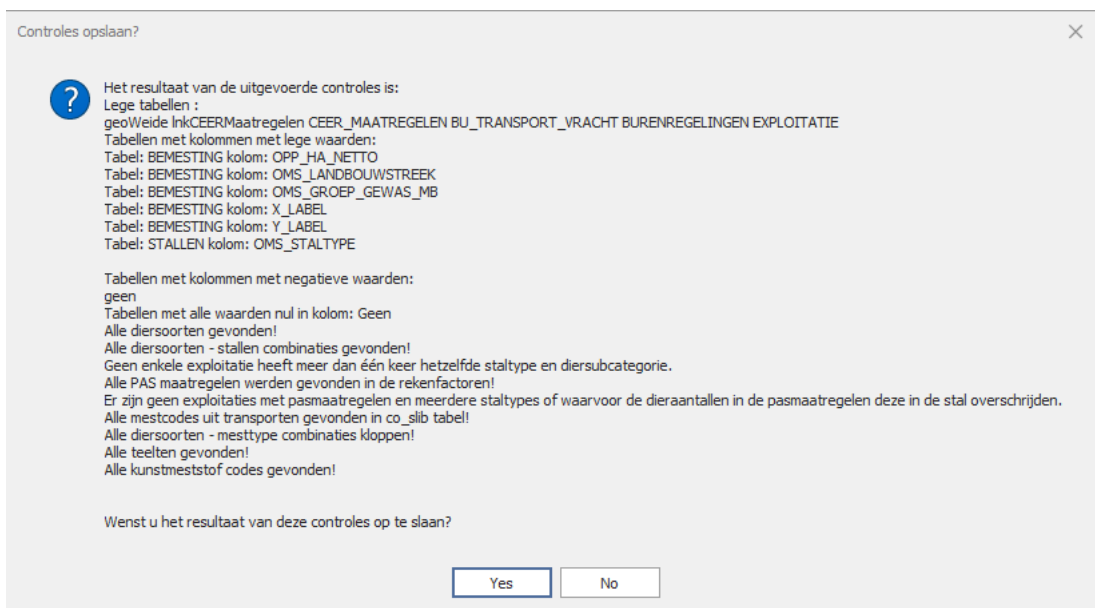 Controles opslaan?
Het resultaat van de uitgevoerde controles is:
Lege tabellen :
geoWeide lnkCEERMaatregelen CEER_MAATREGELEN BU_TRANSPORT_VRACHT BURENREGELINGEN EXPLOITATIE
Tabellen met kolommen met lege waarden:
Tabel: BEMESTING kolom: OPP_HA_NETTO
Tabel: BEMESTING kolom: OMS_LANDBOUWSTREEK
Tabel: BEMESTING kolom: OMS_GROEP_GEWAS_MB
Tabel: BEMESTING kolom: X_LABEL
Tabel: BEMESTING kolom: Y_LABEL
Tabel: STALLEN kolom: OMS_STALTYPE
Tabellen met kolommen met negatieve waarden:
geen
Tabellen met alle waarden nul in kolom: Geen
Alle diersoorten gevonden!
Alle diersoorten - stallen combinaties gevonden!
Geen enkele exploitatie heeft meer dan één keer hetzelfde staltype en diersubcategorie.
Alle PAS maatregelen werden gevonden in de rekenfactoren!
Er zijn geen exploitaties met pasmaatregelen en meerdere staltypes of waarvoor de dieraantallen in de pasmaatregelen deze in de stal overschrijden.
Alle mestcodes uit transporten gevonden in co_slib tabel!
Alle diersoorten - mesttype combinaties kloppen!
Alle teelten gevonden!
Alle kunstmeststof codes gevonden!
Wenst u het resultaat van deze controles op te slaan?
Yes No